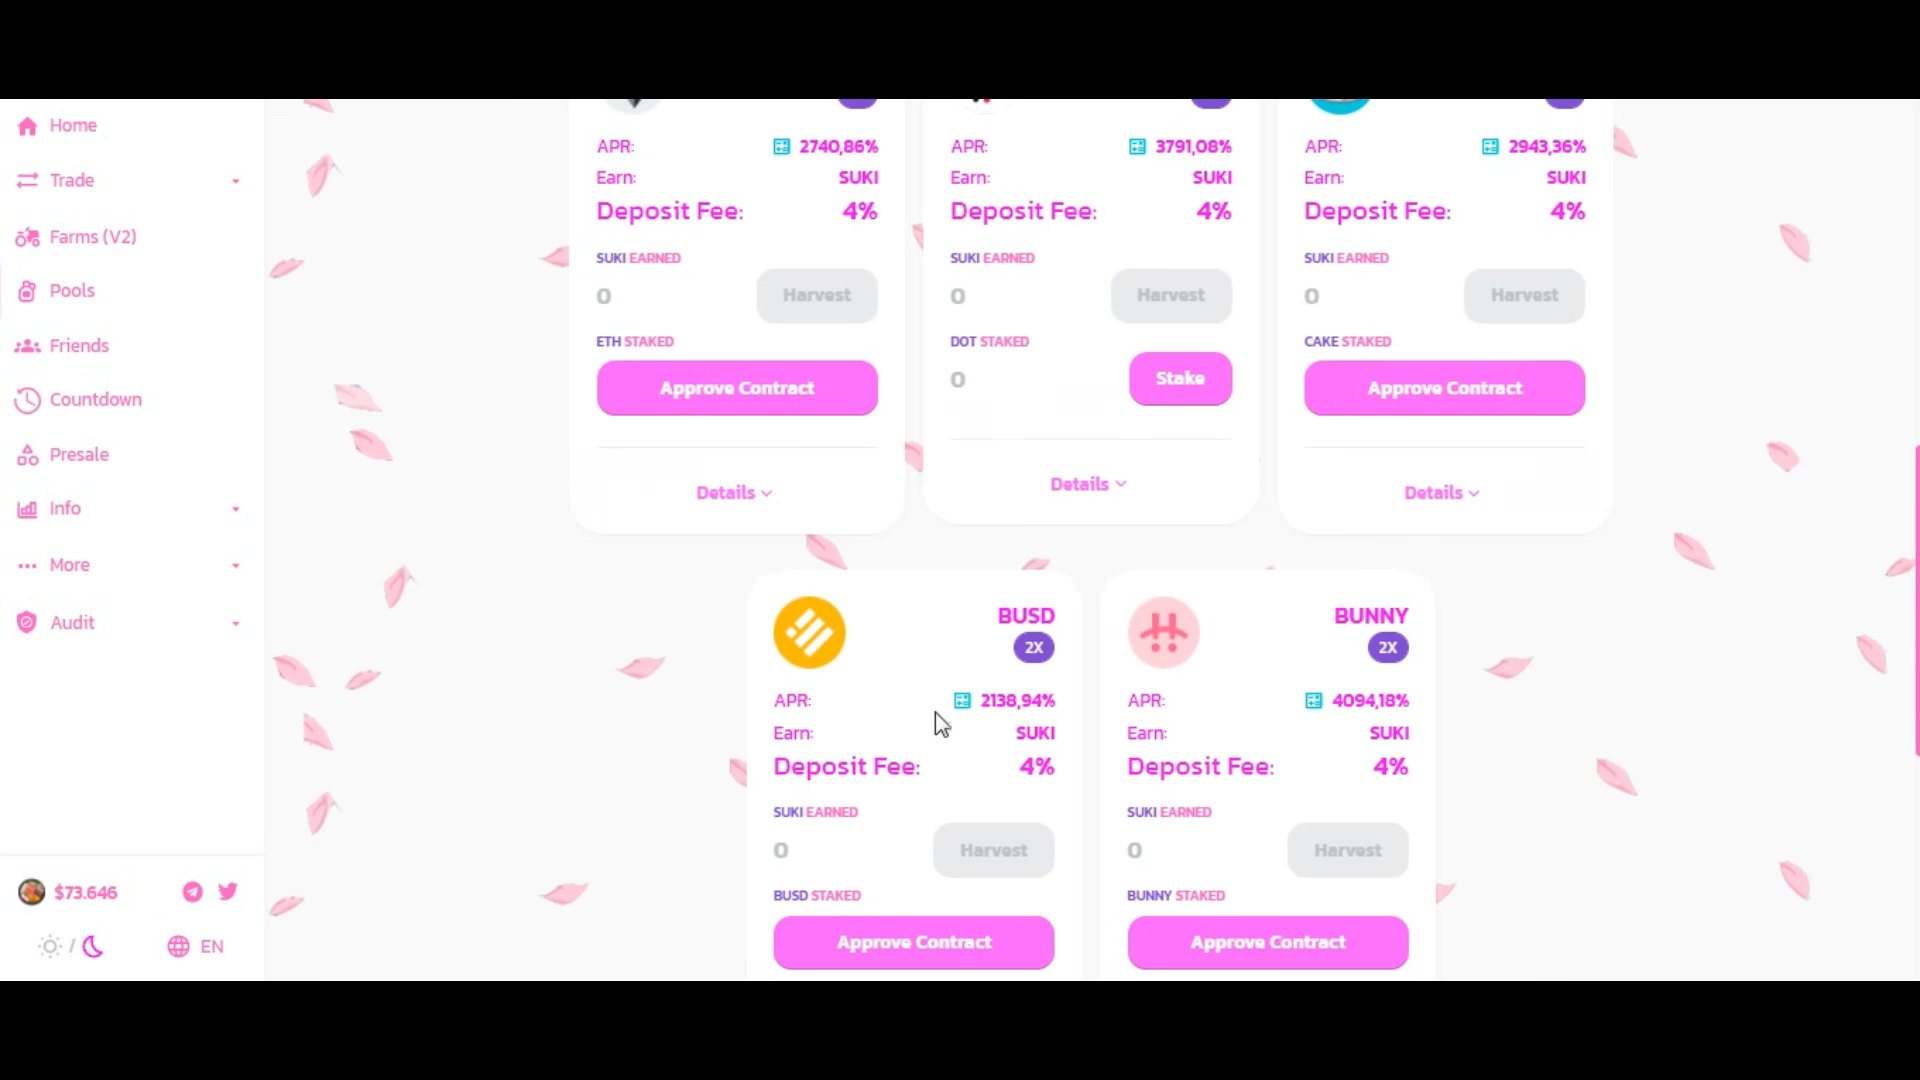 Home
Trade
Farms (V2)
Pools
Friends
Countdown
Presale
Info
More
Audit
$73.646
/
EN
APR: 2740,86%
Earn: SUKI
Deposit Fee: 4%
SUKI EARNED
0 Harvest
ETH STAKED
Approve Contract
Details
APR: 3791,08%
Earn: SUKI
Deposit Fee: 4%
SUKI EARNED
0 Harvest
DOT STAKED
0 Stake
Details
APR: 2943,36%
Earn: SUKI
Deposit Fee: 4%
SUKI EARNED
0 Harvest
CAKE STAKED
Approve Contract
Details
BUSD
2X
APR: 2138,94%
Earn: SUKI
Deposit Fee: 4%
SUKI EARNED
0 Harvest
BUSD STAKED
Approve Contract
BUNNY
2X
APR: 4094,18%
Earn: SUKI
Deposit Fee: 4%
SUKI EARNED
0 Harvest
BUNNY STAKED
Approve Contract